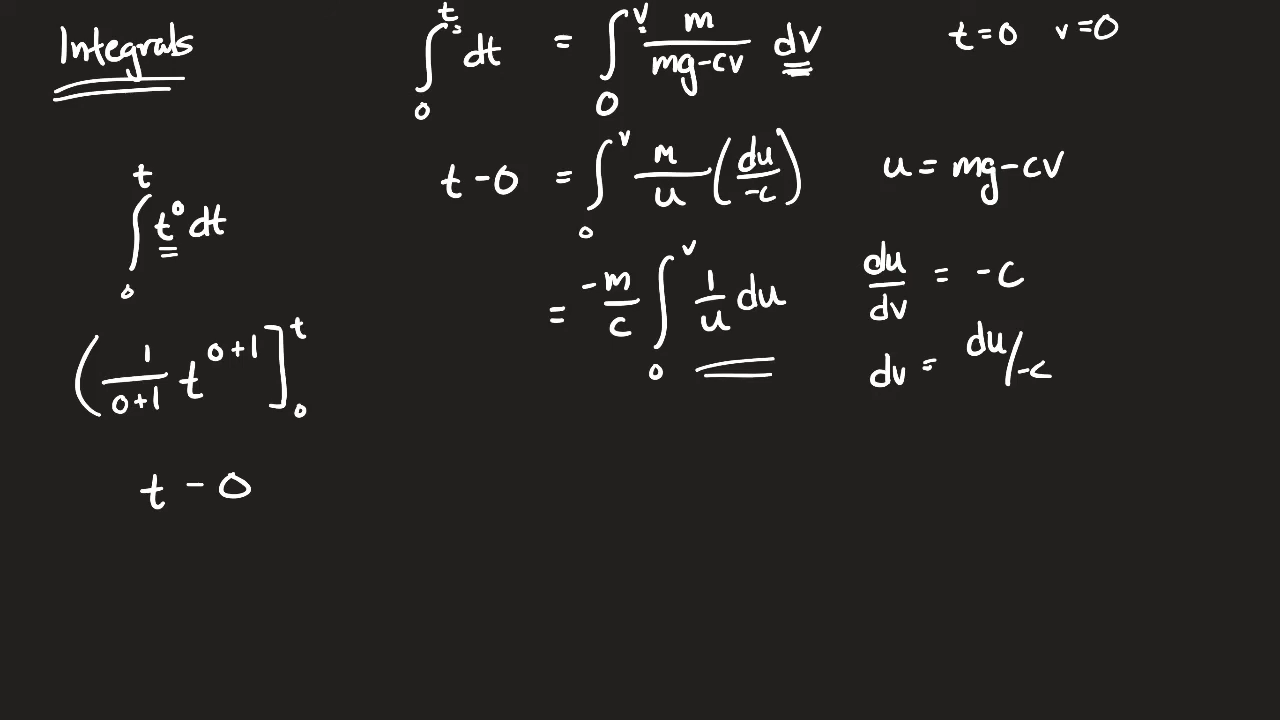 Integrals
∫₀ᵗ dt = ∫₀ᵛ m/(mg-cv) dv    t=0  v=0
t - 0 = ∫₀ᵛ m/u (du/-c)    u = mg-cv
∫₀ᵗ t⁰ dt
= -m/c ∫₀ᵛ 1/u du    du/dv = -c
dv = du/-c
(1/(0+1) t^(0+1)]₀ᵗ
t - 0